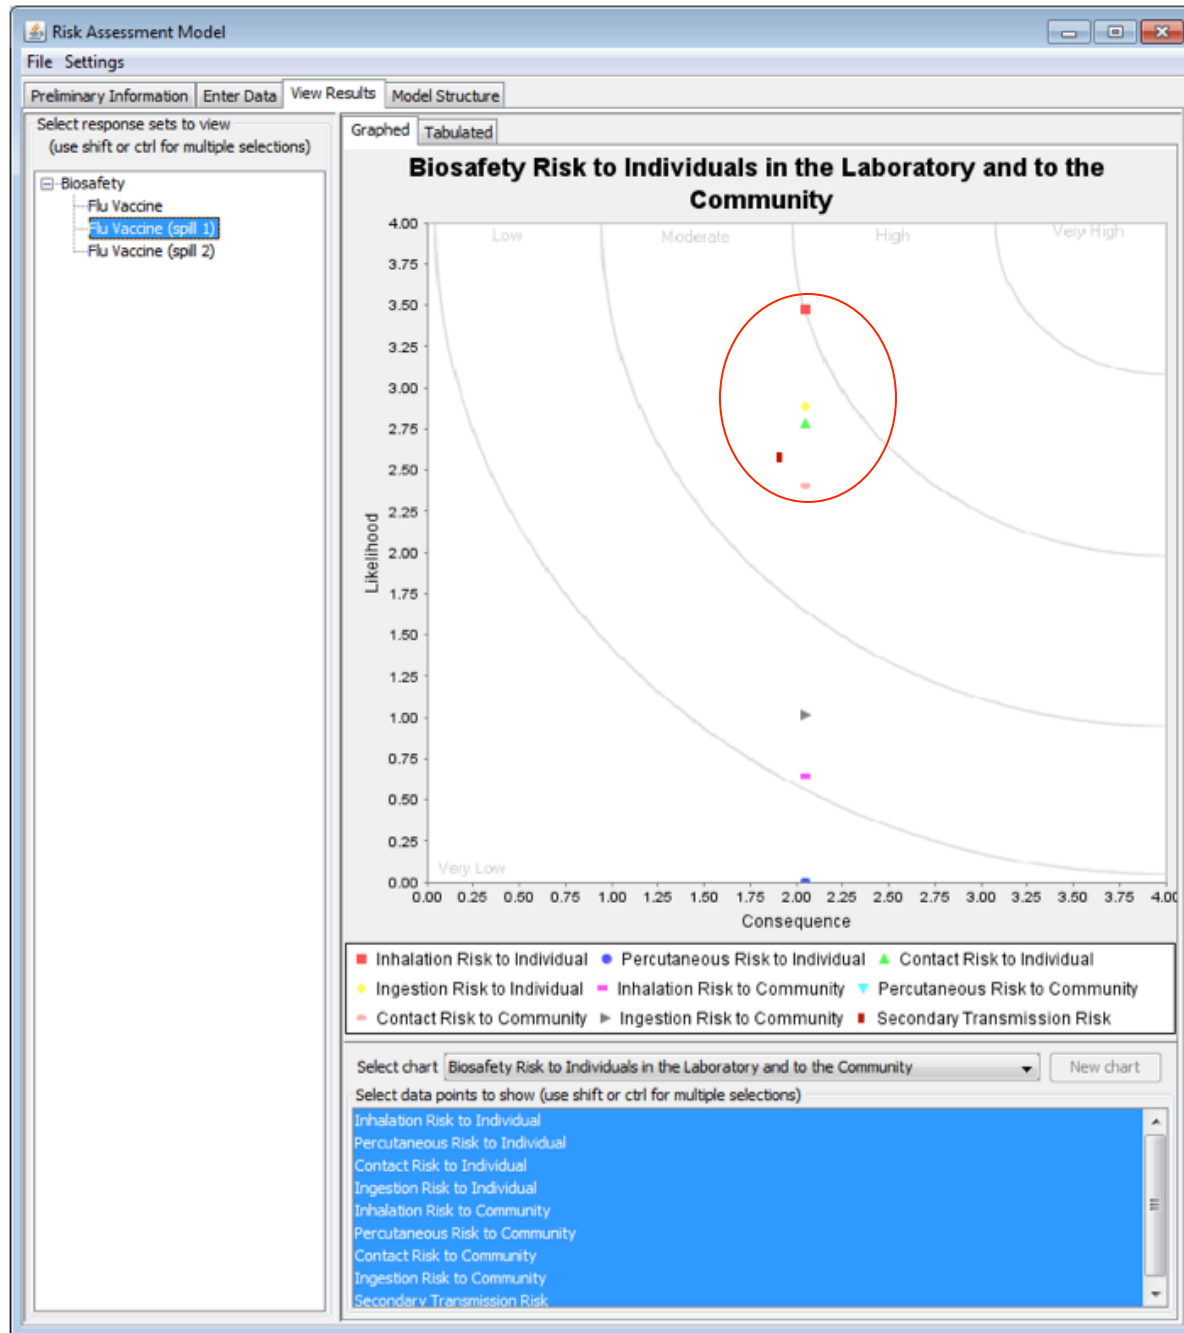 Risk Assessment Model
File Settings
Preliminary Information Enter Data View Results Model Structure
Select response sets to view
(use shift or ctrl for multiple selections)
Biosafety
Flu Vaccine
Flu Vaccine (spill 1)
Flu Vaccine (spill 2)
Graphed Tabulated
Biosafety Risk to Individuals in the Laboratory and to the
Community
Low Moderate High Very High
4.00
3.75
3.50
3.25
3.00
2.75
2.50
2.25
2.00
1.75
1.50
1.25
1.00
0.75
0.50
0.25
0.00
Likelihood
Very Low
0.00 0.25 0.50 0.75 1.00 1.25 1.50 1.75 2.00 2.25 2.50 2.75 3.00 3.25 3.50 3.75 4.00
Consequence
Inhalation Risk to Individual Percutaneous Risk to Individual Contact Risk to Individual
Ingestion Risk to Individual Inhalation Risk to Community Percutaneous Risk to Community
Contact Risk to Community Ingestion Risk to Community Secondary Transmission Risk
Select chart Biosafety Risk to Individuals in the Laboratory and to the Community New chart
Select data points to show (use shift or ctrl for multiple selections)
Inhalation Risk to Individual
Percutaneous Risk to Individual
Contact Risk to Individual
Ingestion Risk to Individual
Inhalation Risk to Community
Percutaneous Risk to Community
Contact Risk to Community
Ingestion Risk to Community
Secondary Transmission Risk